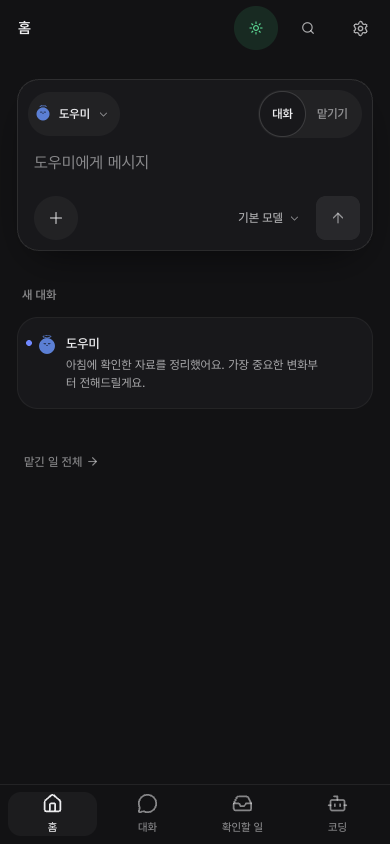 홈
도우미
대화
맡기기
도우미에게 메시지
기본 모델
새 대화
도우미
아침에 확인한 자료를 정리했어요. 가장 중요한 변화부
터 전해드릴게요.
맡긴 일 전체 →
홈
대화
확인할 일
코딩